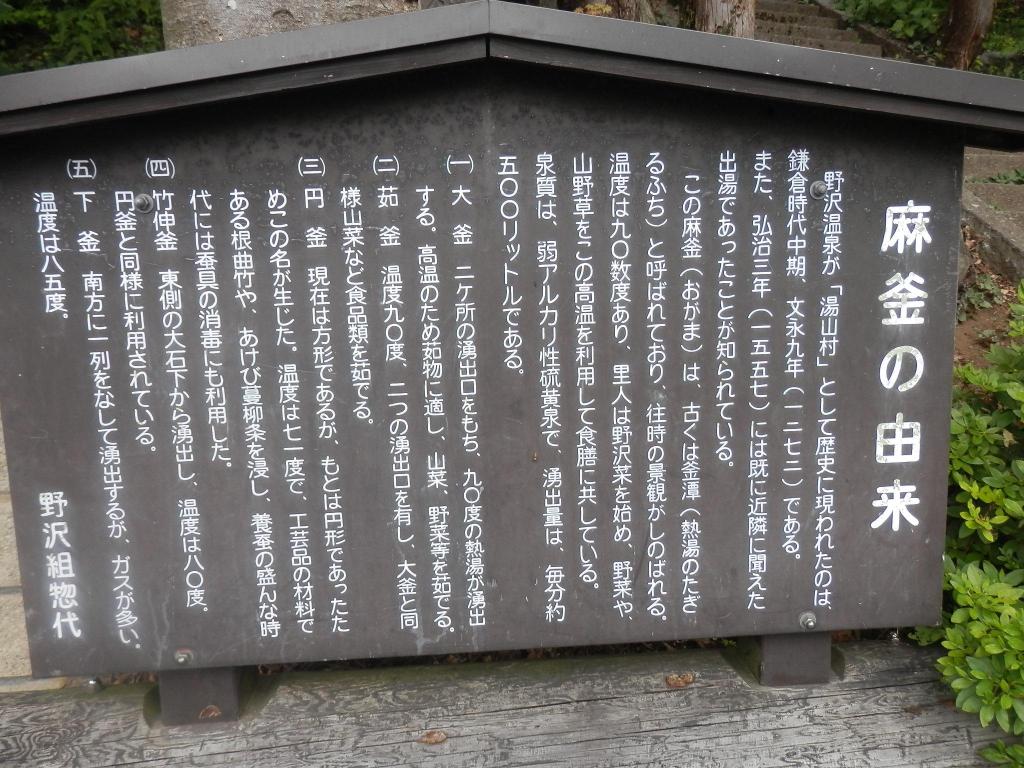 麻釜の由来
野沢温泉が「湯山村」として歴史に現われたのは、
鎌倉時代中期、文永九年（一二七二）である。
また、弘治三年（一五五七）には既に近隣に聞えた
出湯であったことが知られている。
この麻釜（おがま）は、古くは釜潭（熱湯のたぎ
るふち）と呼ばれており、往時の景観がしのばれる。
温度は九〇数度あり、里人は野沢菜を始め、野菜や、
山野草をこの高温を利用して食膳に共している。
泉質は、弱アルカリ性硫黄泉で、湧出量は、毎分約
五〇〇リットルである。
㈠ 大釜 二ケ所の湧出口をもち、九〇度の熱湯が湧出
する。高温のため茹物に適し、山菜、野菜等を茹でる。
㈡ 茹釜 温度九〇度、二つの湧出口を有し、大釜と同
様山菜など食品類を茹でる。
㈢ 円釜 現在は方形であるが、もとは円形であったた
めこの名が生じた。温度は七一度で、工芸品の材料で
ある根曲竹や、あけび蔓柳条を浸し、養蚕の盛んな時
代には蚕具の消毒にも利用した。
㈣ 竹伸釜 東側の大石下から湧出し、温度は八〇度。
円釜と同様に利用されている。
㈤ 下釜 南方に一列をなして湧出するが、ガスが多い。
温度は八五度。
野沢組惣代